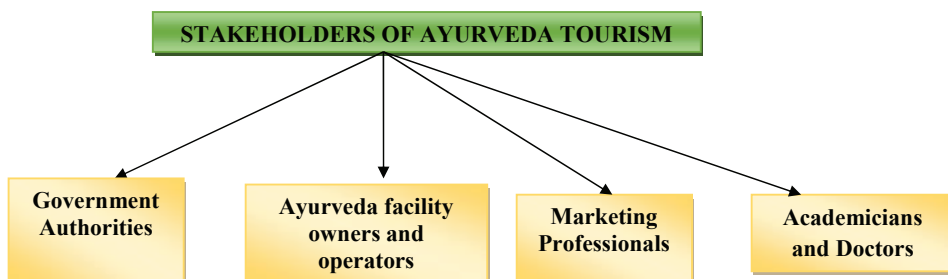 STAKEHOLDERS OF AYURVEDA TOURISM
Government
Authorities
Ayurveda facility
owners and
operators
Marketing
Professionals
Academicians
and Doctors